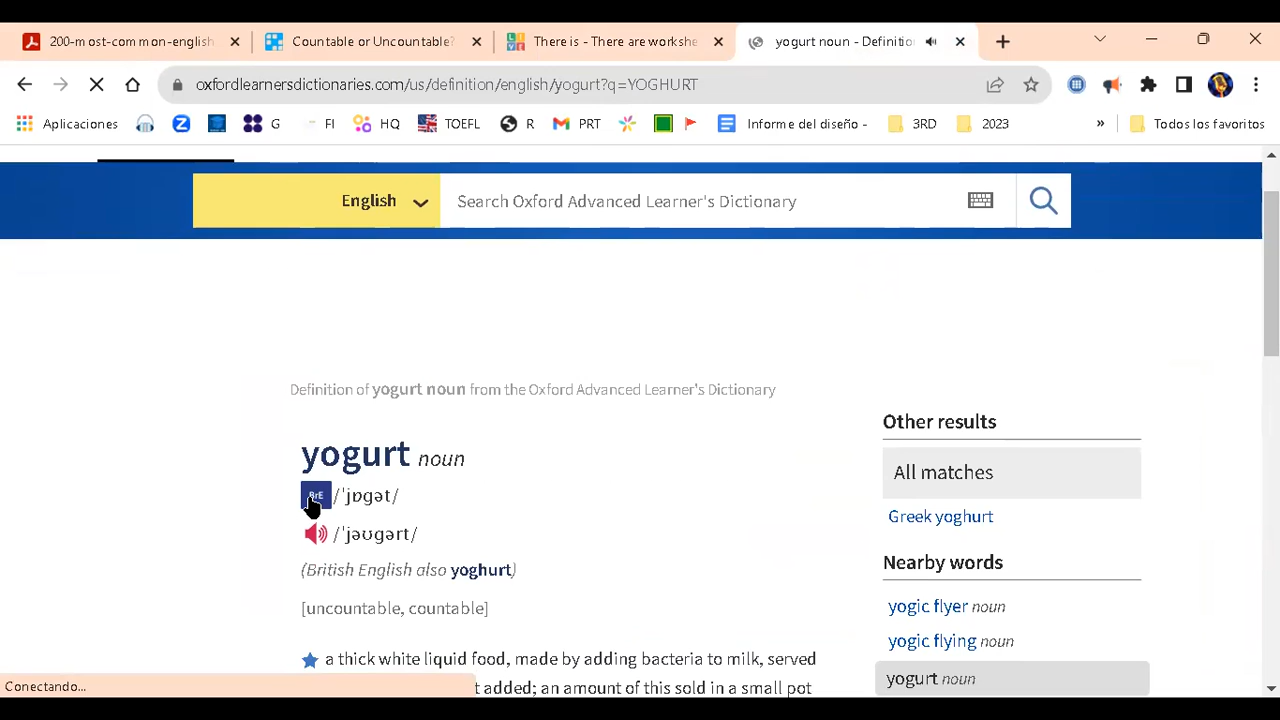 200-most-common-english
Countable or Uncountable?
There is - There are workshe
yogurt noun - Definitio
oxfordlearnersdictionaries.com/us/definition/english/yogurt?q=YOGHURT
Aplicaciones
G
FI
HQ
TOEFL
R
PRT
Informe del diseño -
3RD
2023
»
Todos los favoritos
English
Search Oxford Advanced Learner's Dictionary
Definition of yogurt noun from the Oxford Advanced Learner's Dictionary
yogurt noun
BrE /ˈjɒɡət/
/ˈjəʊɡərt/
(British English also yoghurt)
[uncountable, countable]
a thick white liquid food, made by adding bacteria to milk, served
t added; an amount of this sold in a small pot
Other results
All matches
Greek yoghurt
Nearby words
yogic flyer noun
yogic flying noun
yogurt noun
Conectando...